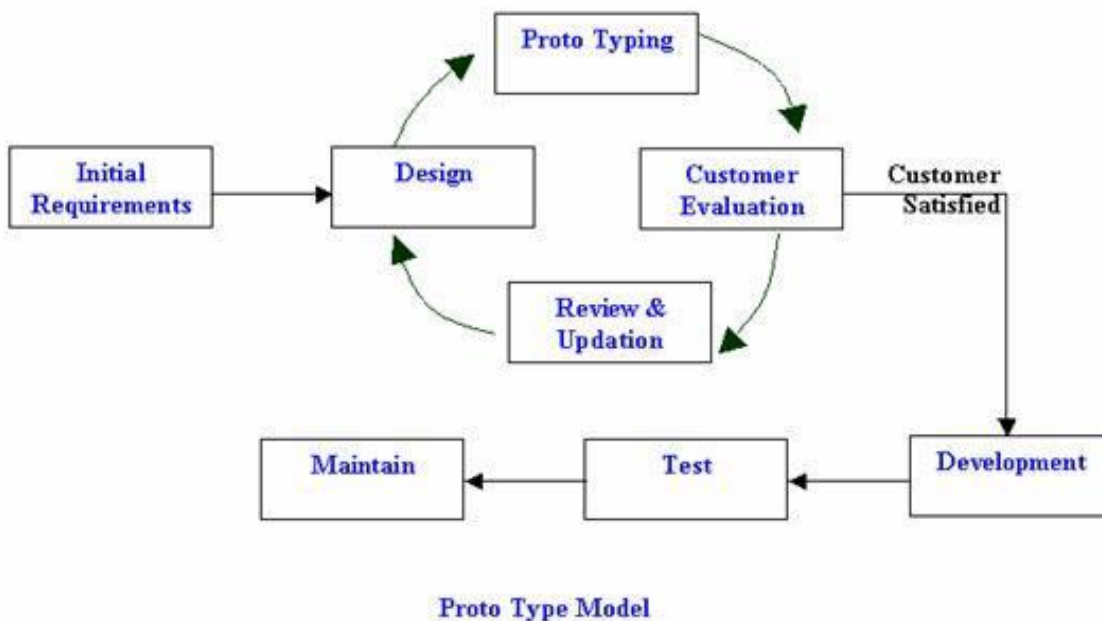 Proto Typing
Initial
Requirements
Design
Customer
Evaluation
Customer
Satisfied
Review &
Updation
Maintain
Test
Development
Proto Type Model